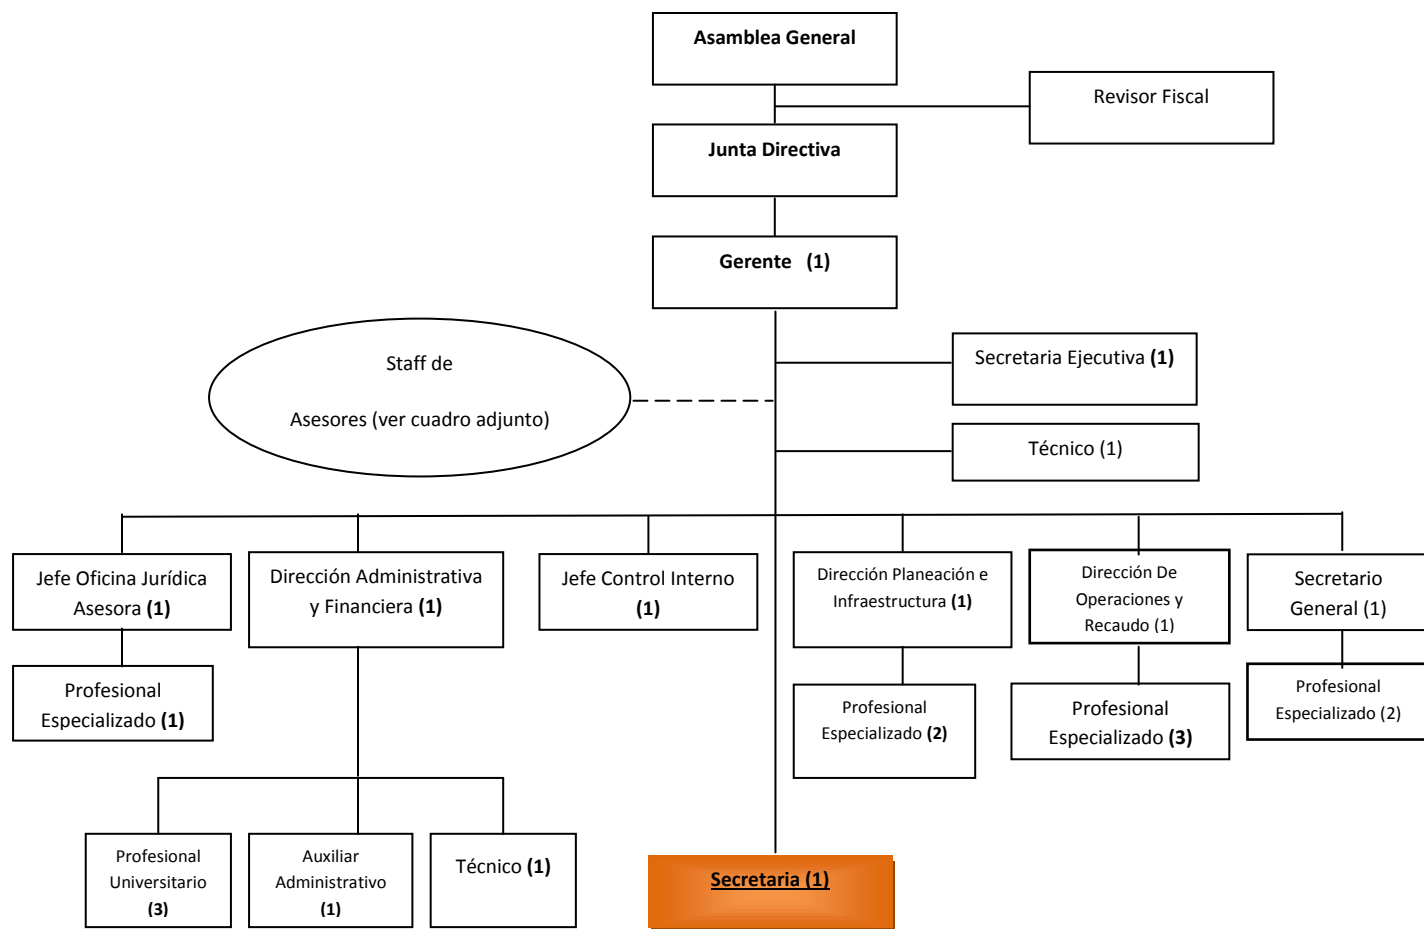 Asamblea General
Revisor Fiscal
Junta Directiva
Gerente (1)
Staff de
Asesores (ver cuadro adjunto)
Secretaria Ejecutiva (1)
Técnico (1)
Jefe Oficina Jurídica
Asesora (1)
Dirección Administrativa
y Financiera (1)
Jefe Control Interno
(1)
Dirección Planeación e
Infraestructura (1)
Dirección De
Operaciones y
Recaudo (1)
Secretario
General (1)
Profesional
Especializado (1)
Profesional
Especializado (2)
Profesional
Especializado (3)
Profesional
Especializado (2)
Profesional
Universitario
(3)
Auxiliar
Administrativo
(1)
Técnico (1)
Secretaria (1)